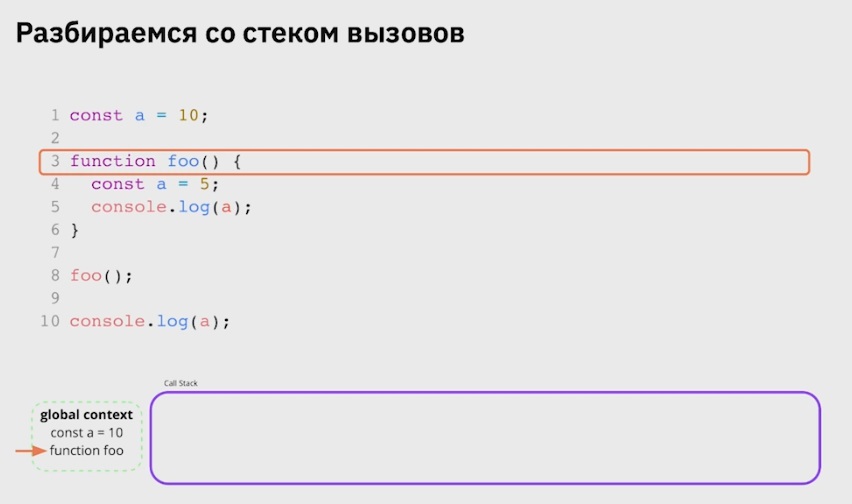 Разбираемся со стеком вызовов
1 const a = 10;
2
3 function foo() {
4 const a = 5;
5 console.log(a);
6 }
7
8 foo();
9
10 console.log(a);
Call Stack
global context
const a = 10
function foo